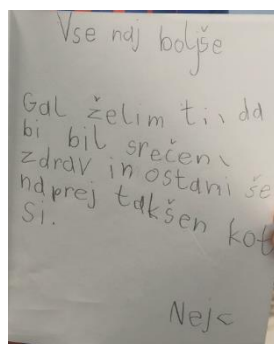 Vse naj boljše
Gal želim ti, da
bi bil srečen,
zdrav in ostani še
naprej takšen kot
si.
Nejc